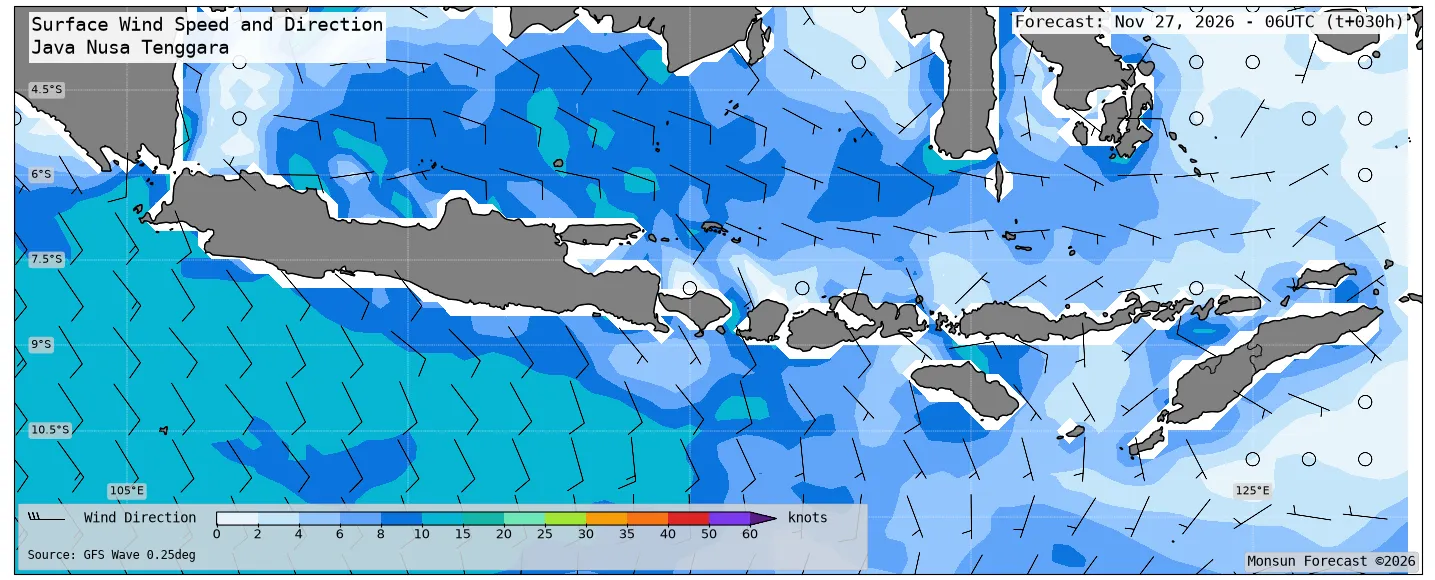 Surface Wind Speed and Direction
Java Nusa Tenggara
Forecast: Nov 27, 2026 - 06UTC (t+030h)
4.5°S
6°S
7.5°S
9°S
10.5°S
105°E
125°E
Wind Direction
0 2 4 6 8 10 15 20 25 30 35 40 50 60
knots
Source: GFS Wave 0.25deg
Monsun Forecast ©2026